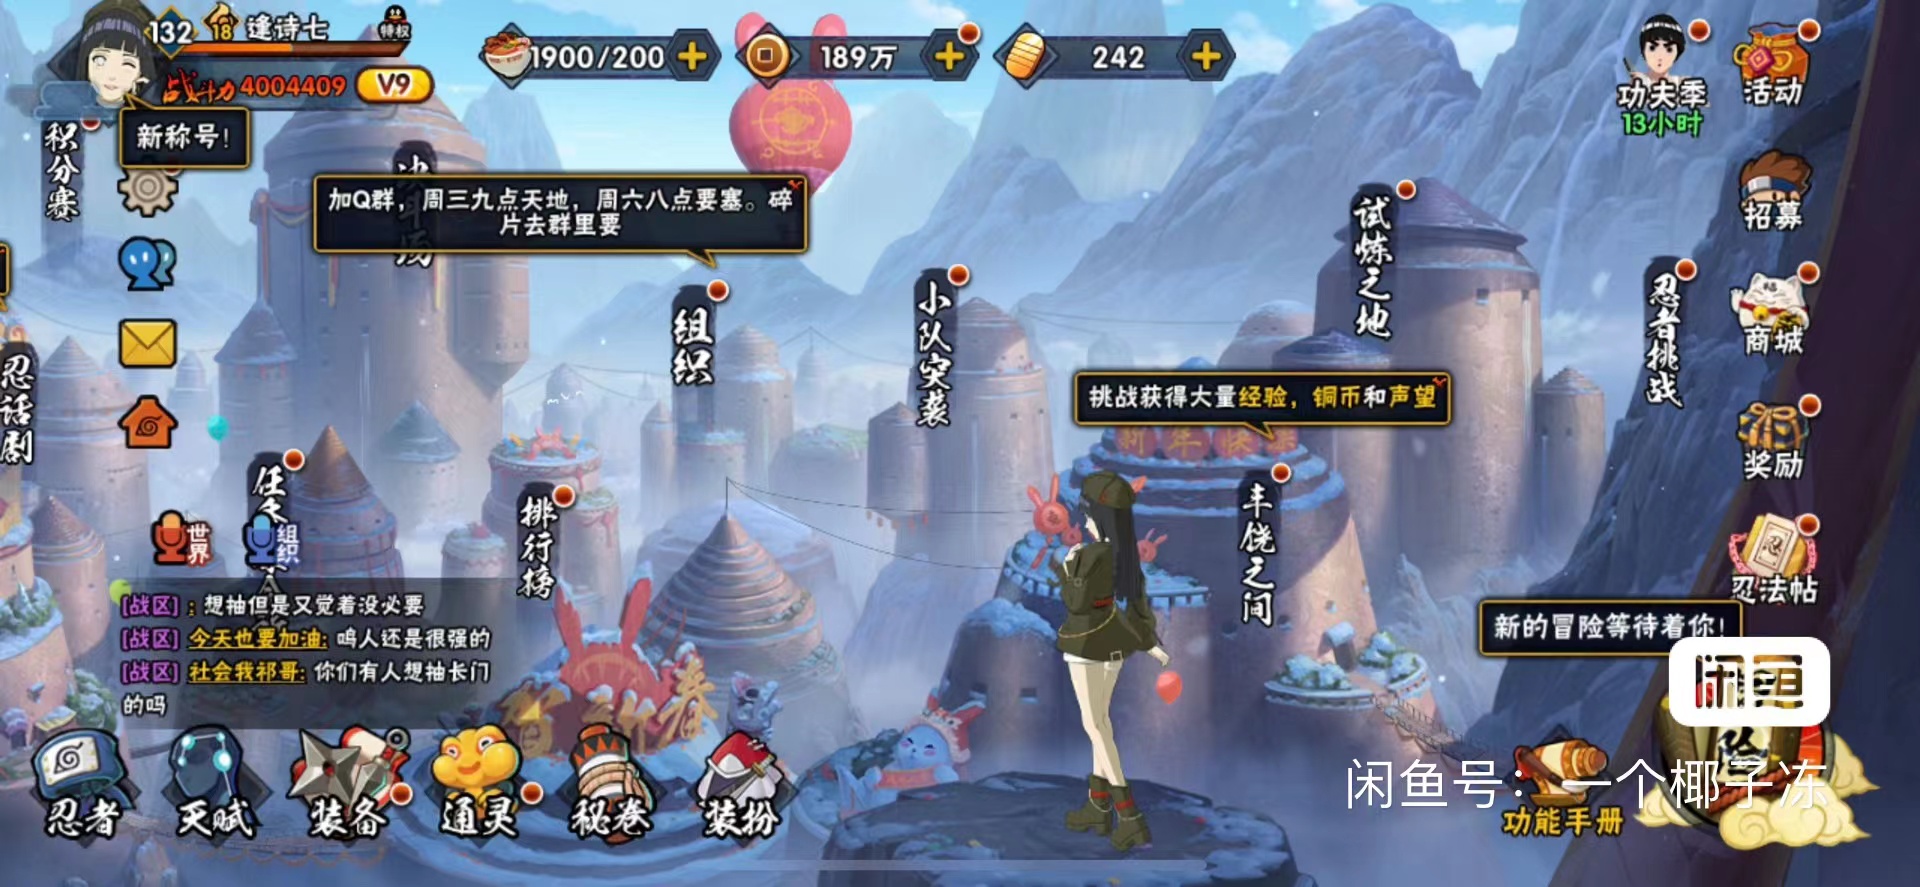 132
18
逢诗七
特权
战斗力 4004409
V9
1900/200
189万
242
功夫季
13小时
活动
新称号!
积分赛
加Q群，周三九点天地，周六八点要塞。碎
片去群里要
招募
试炼之地
组织
小队突袭
忍者挑战
商城
忍话剧
挑战获得大量经验，铜币和声望
新年快乐
奖励
排行榜
丰饶之间
世界
组织
忍法帖
[战区] : 想抽但是又觉着没必要
[战区] 今天也要加油: 鸣人还是很强的
[战区] 社会我祁哥: 你们有人想抽长门
的吗
新的冒险等待着你!
贺新春
闲鱼
忍者
天赋
装备
通灵
秘卷
装扮
闲鱼号：一个椰子冻
功能手册